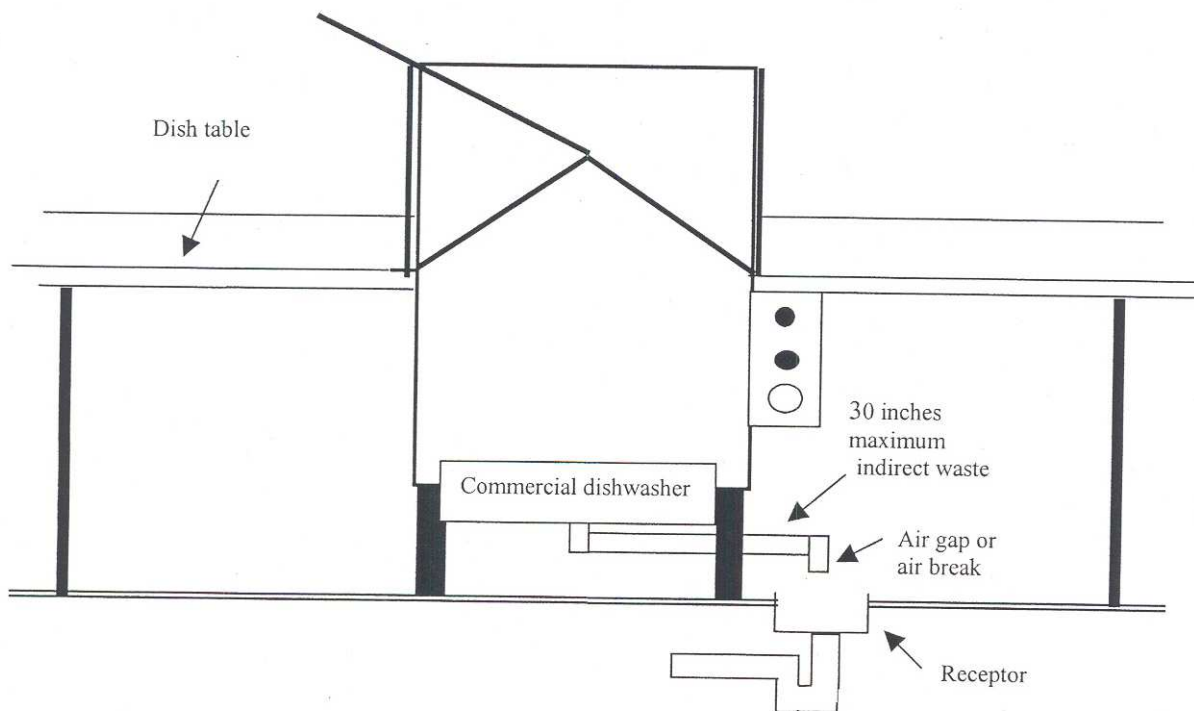 Dish table
30 inches
maximum
indirect waste
Commercial dishwasher
Air gap or
air break
Receptor